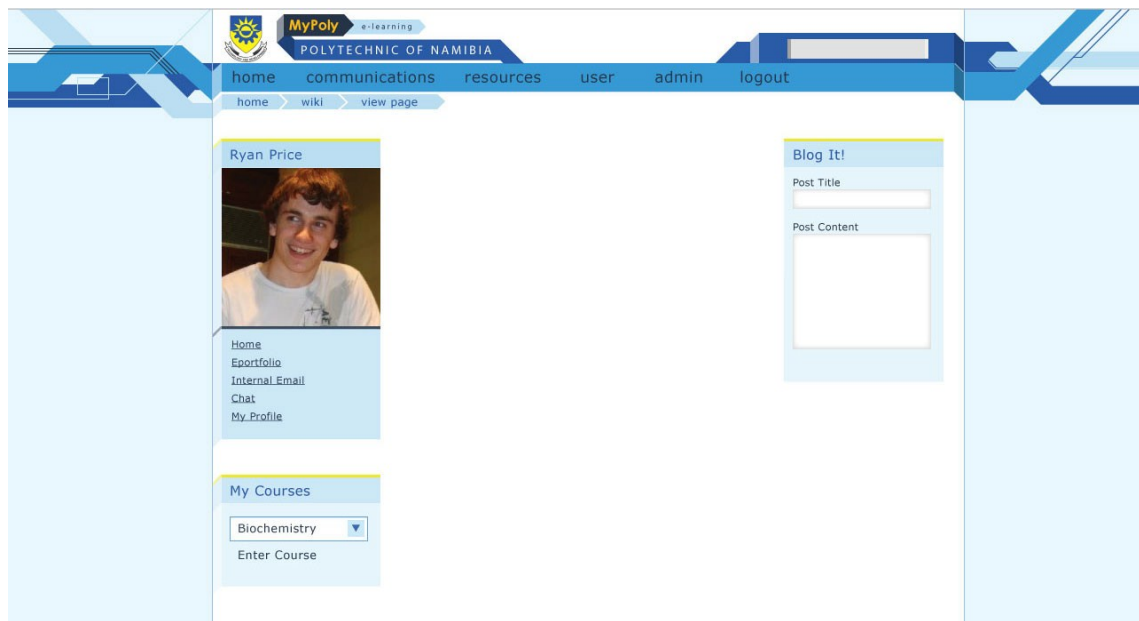 MyPoly e-learning
POLYTECHNIC OF NAMIBIA
home communications resources user admin logout
home wiki view page
Ryan Price
Home
Eportfolio
Internal Email
Chat
My Profile
My Courses
Biochemistry
Enter Course
Blog It!
Post Title
Post Content